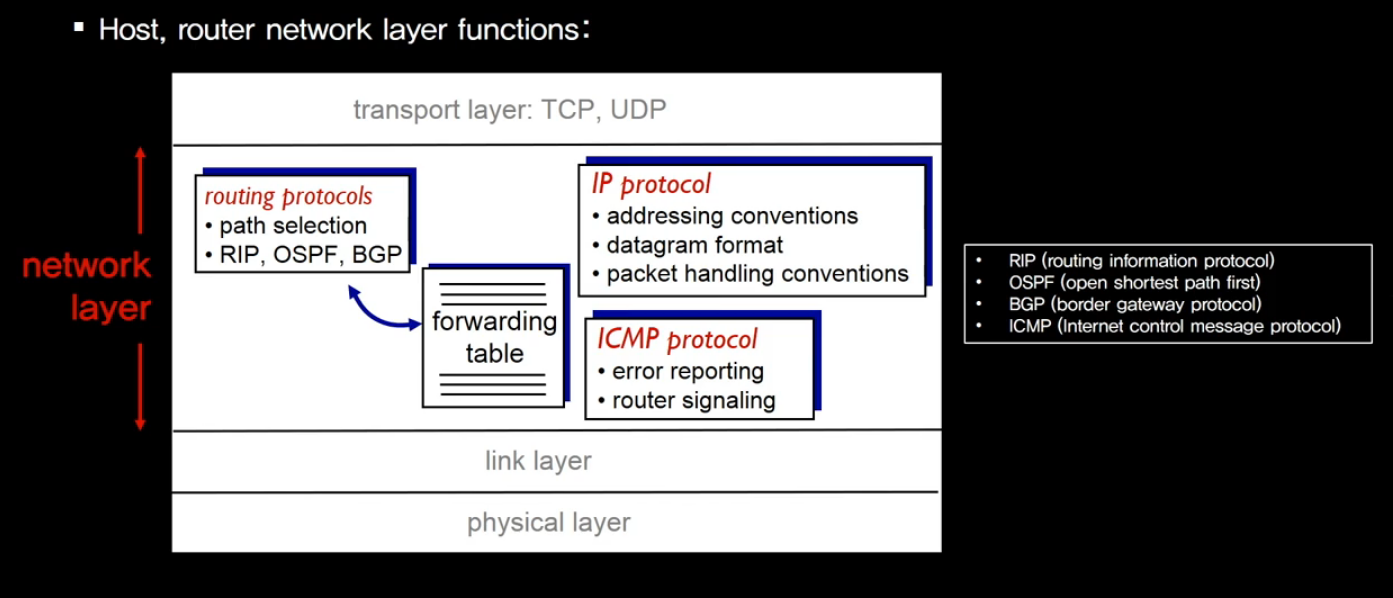 ▪ Host, router network layer functions:
transport layer: TCP, UDP
network
layer
routing protocols
• path selection
• RIP, OSPF, BGP
forwarding
table
IP protocol
• addressing conventions
• datagram format
• packet handling conventions
ICMP protocol
• error reporting
• router signaling
link layer
physical layer
• RIP (routing information protocol)
• OSPF (open shortest path first)
• BGP (border gateway protocol)
• ICMP (Internet control message protocol)